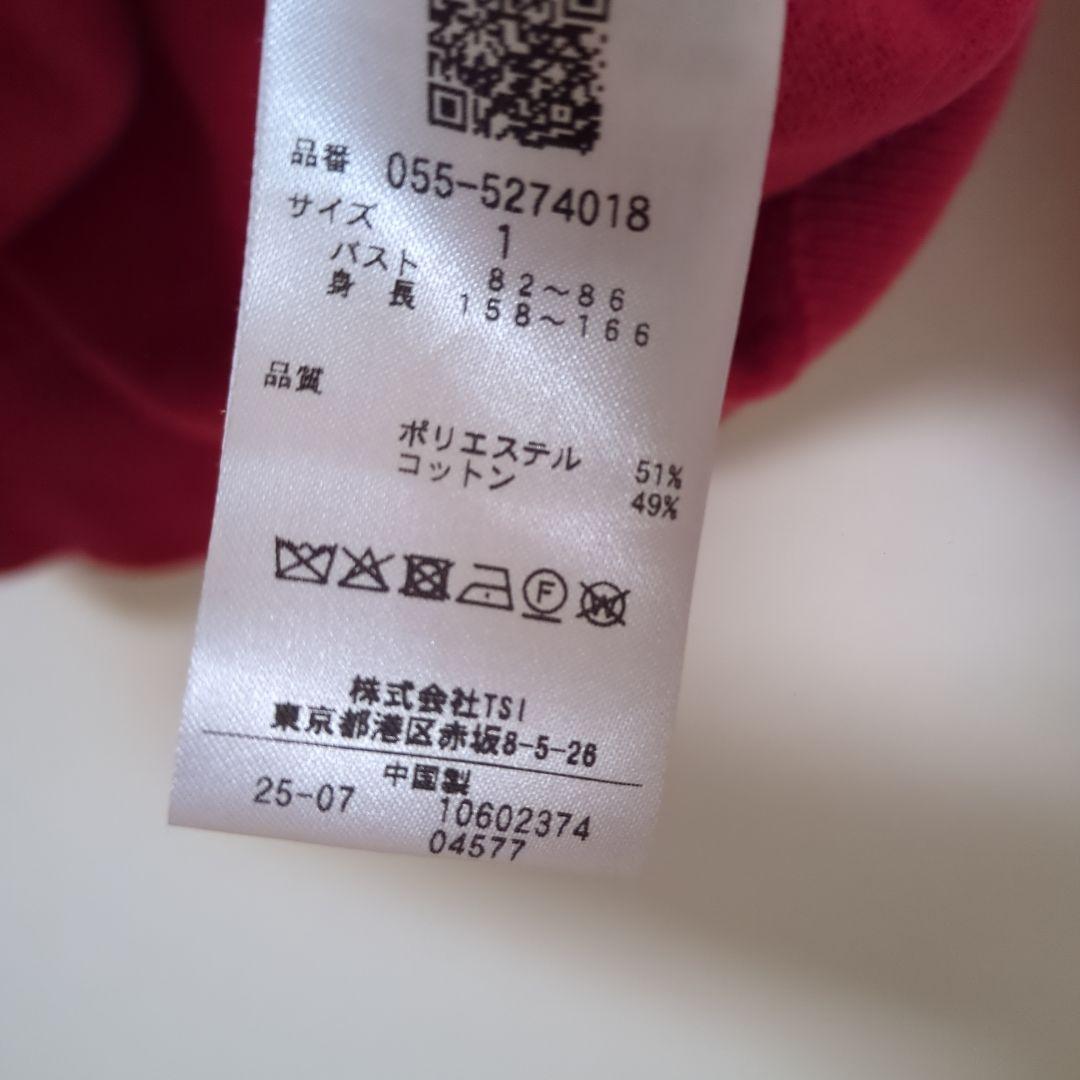 品番 055-5274018
サイズ 1
バスト 82～86
身長 158～166
品質
ポリエステル 51%
コットン 49%
F W
株式会社TSI
東京都港区赤坂8-5-26
中国製
25-07 10602374
04577